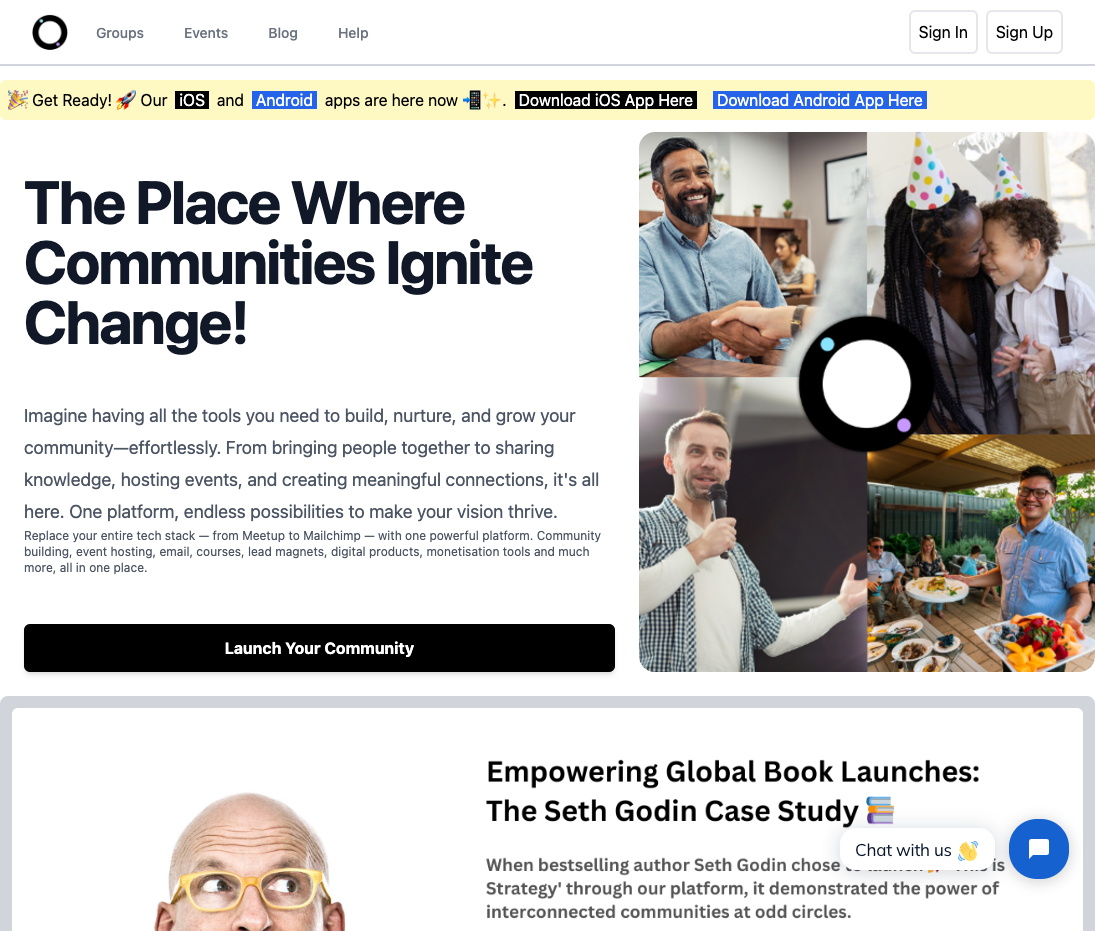 Groups Events Blog Help Sign In Sign Up
🎉 Get Ready! 🚀 Our iOS and Android apps are here now 📲✨. Download iOS App Here Download Android App Here
The Place Where
Communities Ignite
Change!
Imagine having all the tools you need to build, nurture, and grow your
community—effortlessly. From bringing people together to sharing
knowledge, hosting events, and creating meaningful connections, it's all
here. One platform, endless possibilities to make your vision thrive.
Replace your entire tech stack — from Meetup to Mailchimp — with one powerful platform. Community
building, event hosting, email, courses, lead magnets, digital products, monetisation tools and much
more, all in one place.
Launch Your Community
Empowering Global Book Launches:
The Seth Godin Case Study 📚
Chat with us 👋
When bestselling author Seth Godin chose is
Strategy' through our platform, it demonstrated the power of
interconnected communities at odd circles.